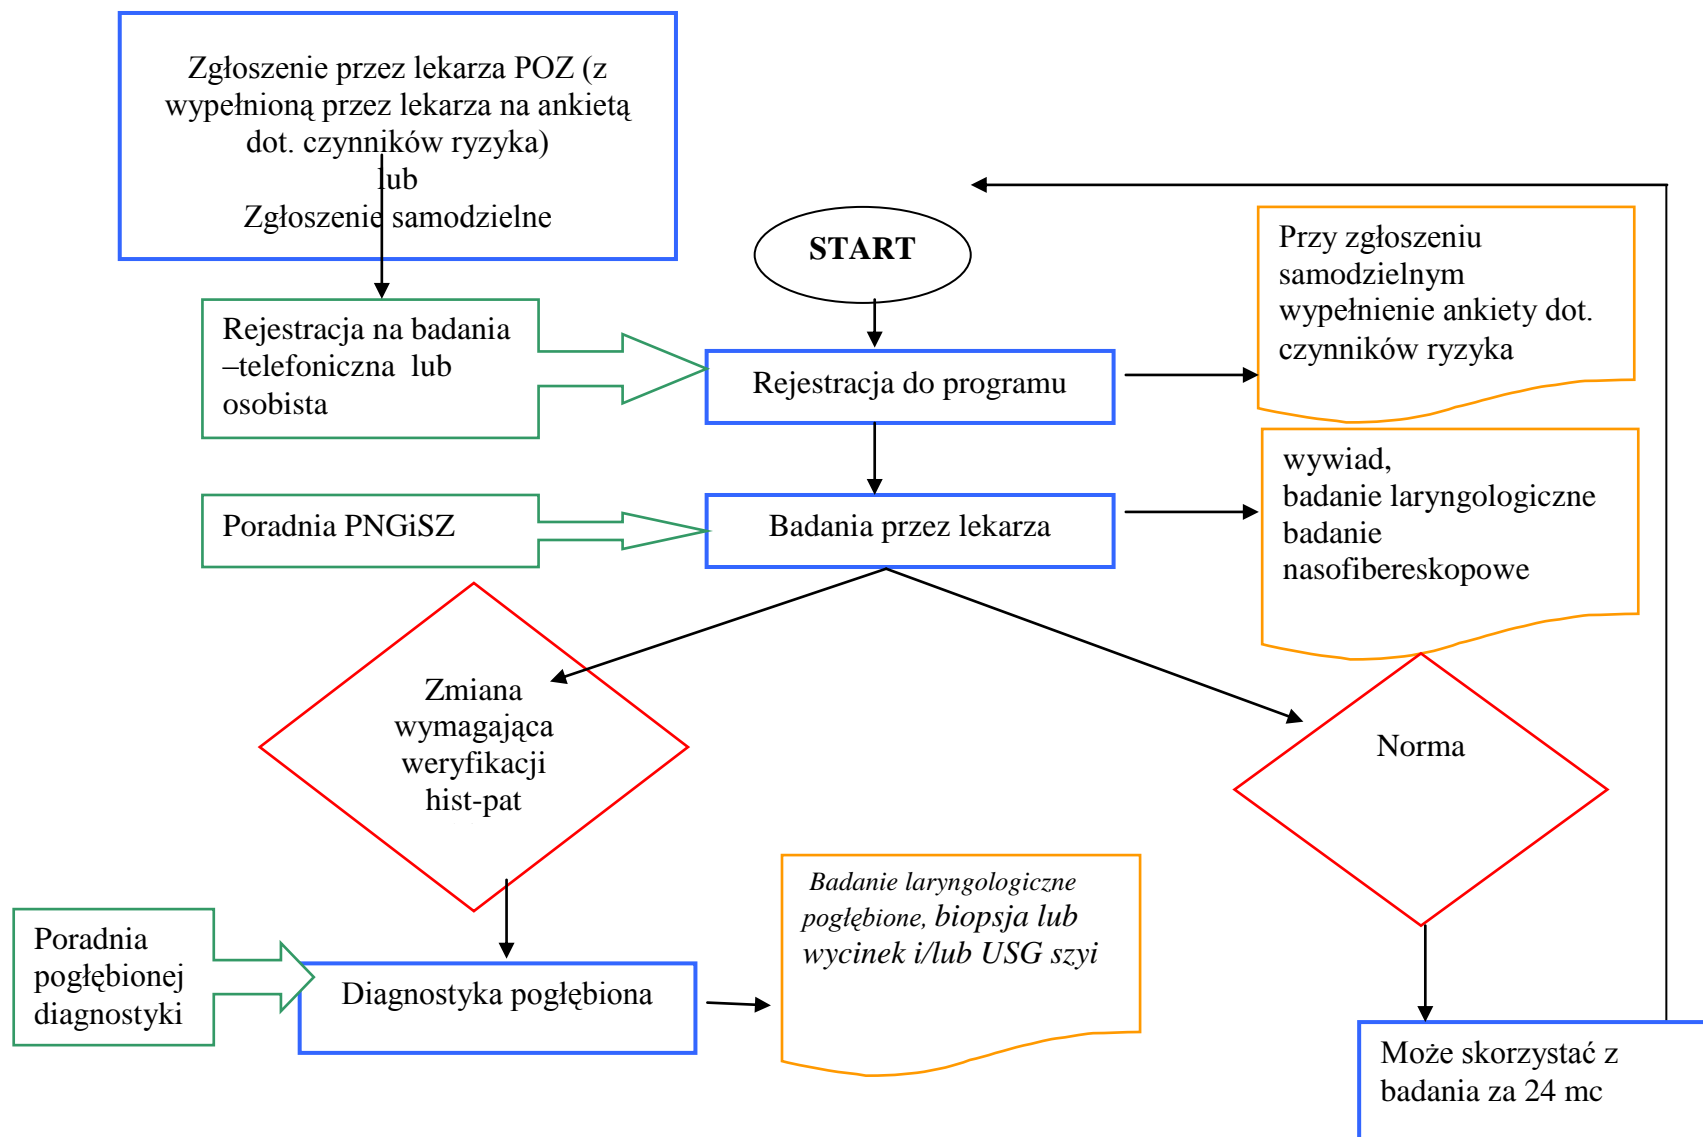 Zgłoszenie przez lekarza POZ (z
wypełnioną przez lekarza na ankietą
dot. czynników ryzyka)
lub
Zgłoszenie samodzielne
START
Przy zgłoszeniu
samodzielnym
wypełnienie ankiety dot.
czynników ryzyka
Rejestracja na badania
–telefoniczna lub
osobista
Rejestracja do programu
wywiad,
badanie laryngologiczne
badanie
nasofibereskopowe
Poradnia PNGiSZ
Badania przez lekarza
Zmiana
wymagająca
weryfikacji
hist-pat
Norma
Badanie laryngologiczne
pogłębione, biopsja lub
wycinek i/lub USG szyi
Poradnia
pogłębionej
diagnostyki
Diagnostyka pogłębiona
Może skorzystać z
badania za 24 mc